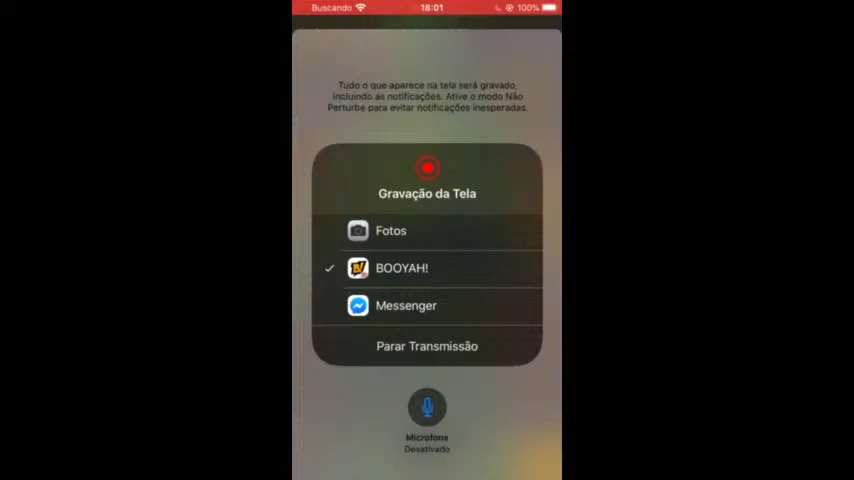 Buscando 18:01 100%
Tudo o que aparece na tela será gravado,
incluindo as notificações. Ative o modo Não
Perturbe para evitar notificações inesperadas.
Gravação da Tela
Fotos
BOOYAH!
Messenger
Parar Transmissão
Microfone
Desativado